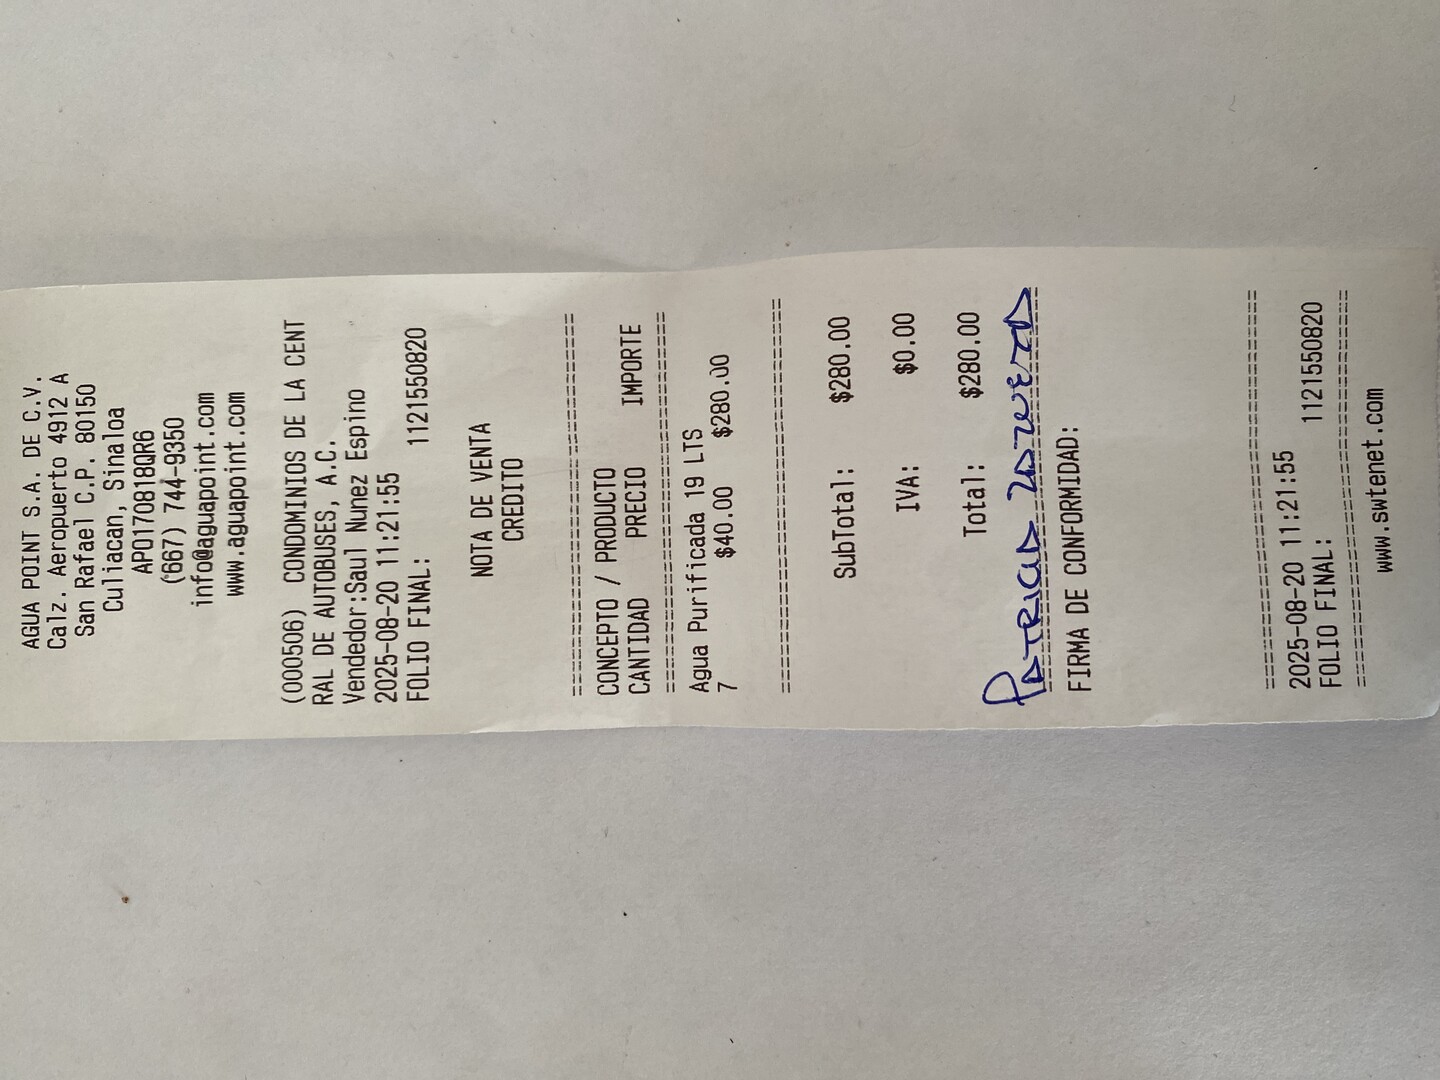 AGUA POINT S.A. DE C.V.
Calz. Aeropuerto 4912 A
San Rafael C.P. 80150
Culiacan, Sinaloa
APO170818QR6
(667) 744-9350
info@aguapoint.com
www.aguapoint.com
(000506) CONDOMINIOS DE LA CENT
RAL DE AUTOBUSES, A.C.
Vendedor:Saul Nunez Espino
2025-08-20 11:21:55
FOLIO FINAL: 1121550820
NOTA DE VENTA
CREDITO
==============================
CONCEPTO / PRODUCTO
CANTIDAD PRECIO IMPORTE
==============================
Agua Purificada 19 LTS
7 $40.00 $280.00
==============================
SubTotal: $280.00
IVA: $0.00
Total: $280.00
PATRICIA
FIRMA DE CONFORMIDAD:
==============================
2025-08-20 11:21:55
FOLIO FINAL: 1121550820
==============================
www.swtenet.com